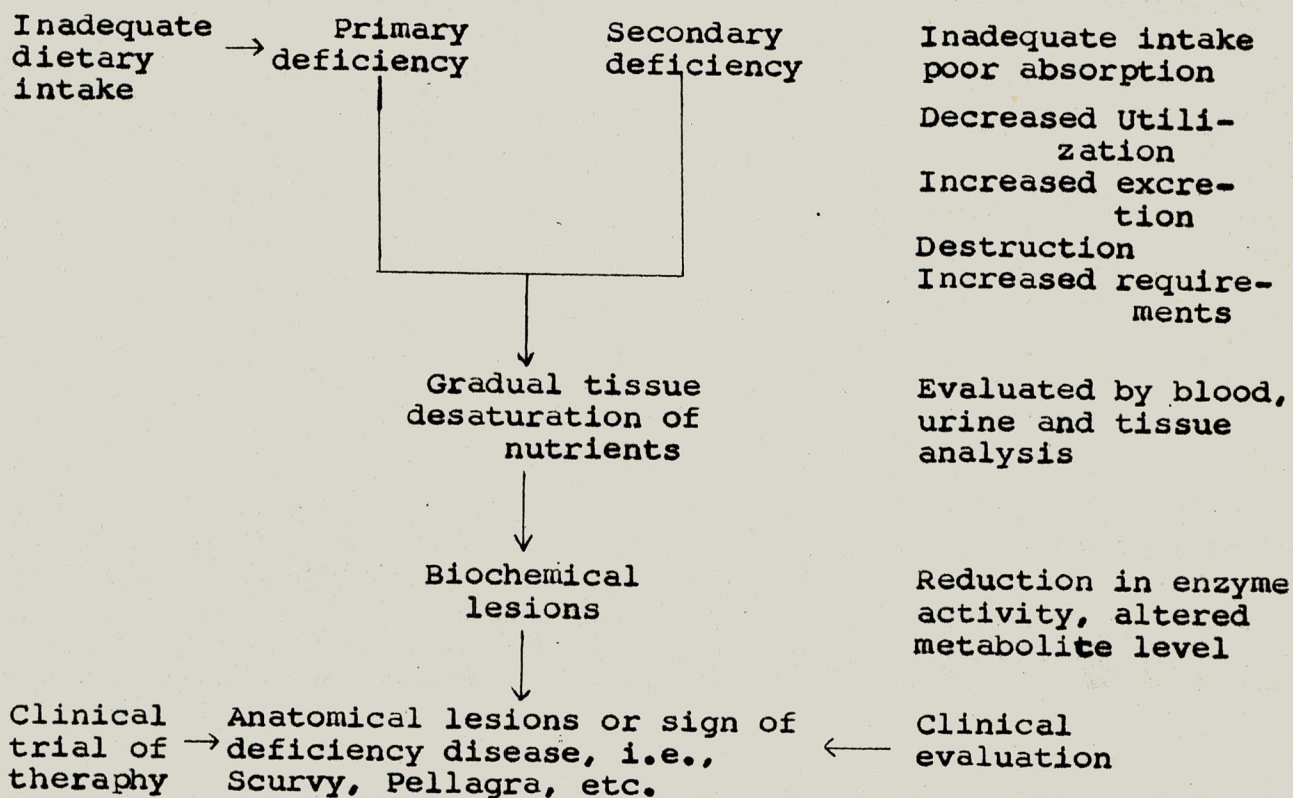 Inadequate
dietary
intake
→ Primary
deficiency
Secondary
deficiency
Inadequate intake
poor absorption
Decreased Utili-
zation
Increased excre-
tion
Destruction
Increased require-
ments
Gradual tissue
desaturation of
nutrients
Evaluated by blood,
urine and tissue
analysis
Biochemical
lesions
Reduction in enzyme
activity, altered
metabolite level
Clinical
trial of
theraphy
→ Anatomical lesions or sign of
deficiency disease, i.e.,
Scurvy, Pellagra, etc.
← Clinical
evaluation